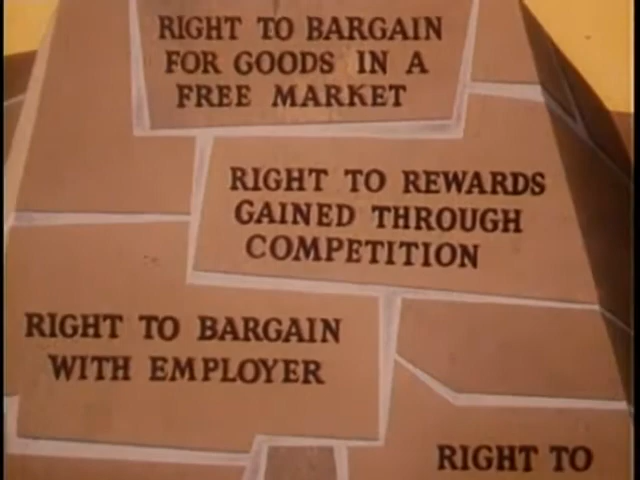 RIGHT TO BARGAIN
FOR GOODS IN A
FREE MARKET
RIGHT TO REWARDS
GAINED THROUGH
COMPETITION
RIGHT TO BARGAIN
WITH EMPLOYER
RIGHT TO